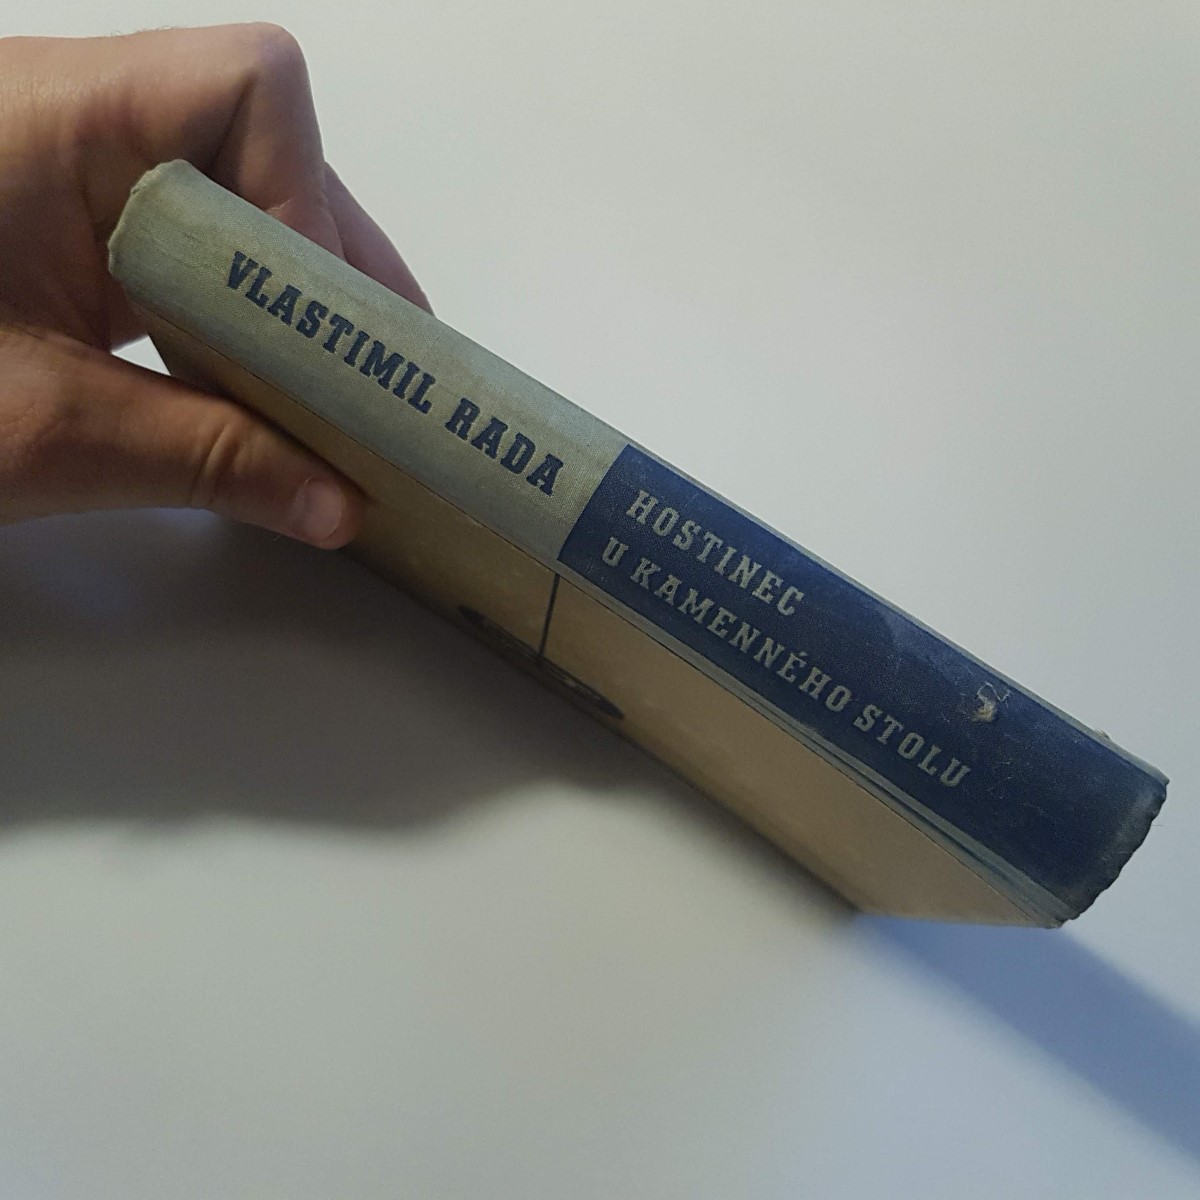 VLASTIMIL RADA
HOSTINEC
U KAMENNÉHO STOLU